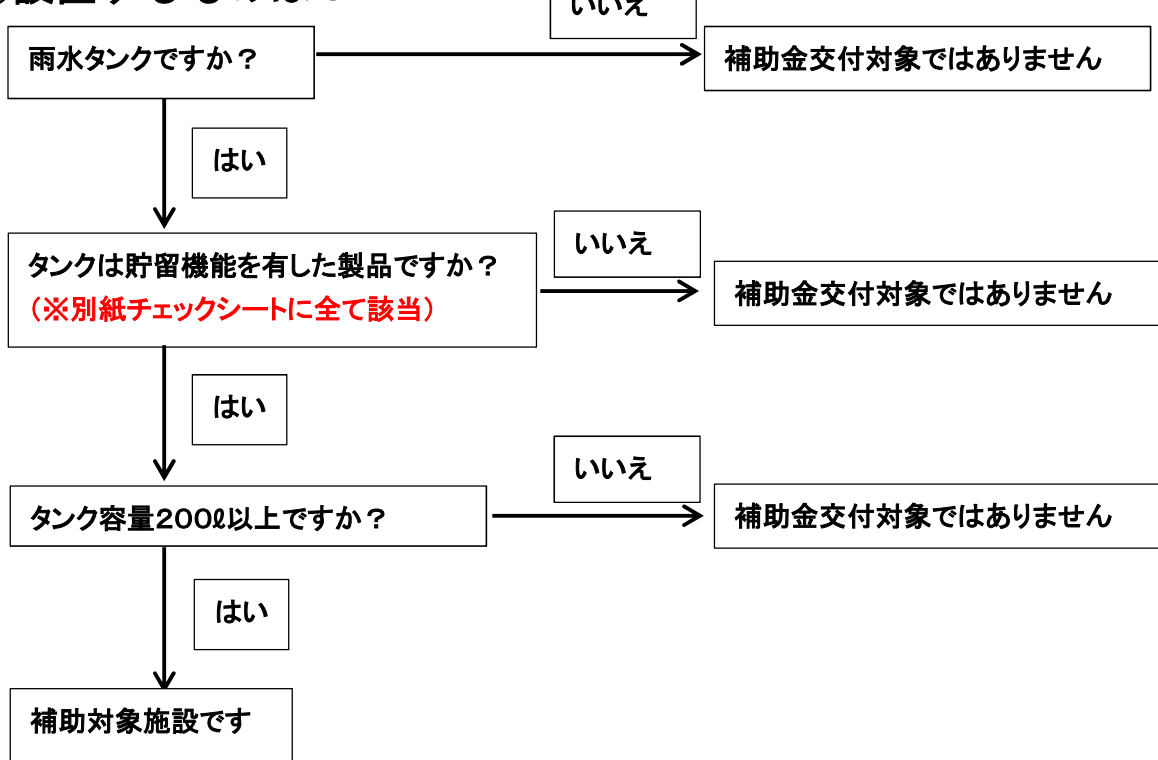 いいえ
雨水タンクですか？
補助金交付対象ではありません
はい
タンクは貯留機能を有した製品ですか？
（※別紙チェックシートに全て該当）
いいえ
補助金交付対象ではありません
はい
タンク容量200ℓ以上ですか？
いいえ
補助金交付対象ではありません
はい
補助対象施設です